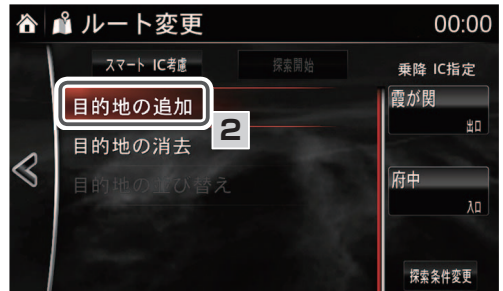 ルート変更
00:00
スマート IC考慮
探索開始
乗降 IC指定
目的地の追加
2
目的地の消去
目的地の並び替え
霞が関
出口
府中
入口
探索条件変更